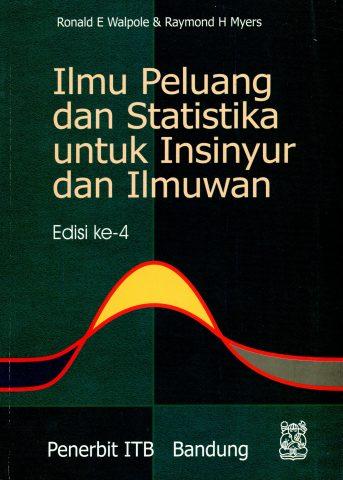 Ronald E Walpole & Raymond H Myers
Ilmu Peluang
dan Statistika
untuk Insinyur
dan Ilmuwan
Edisi ke-4
Penerbit ITB Bandung